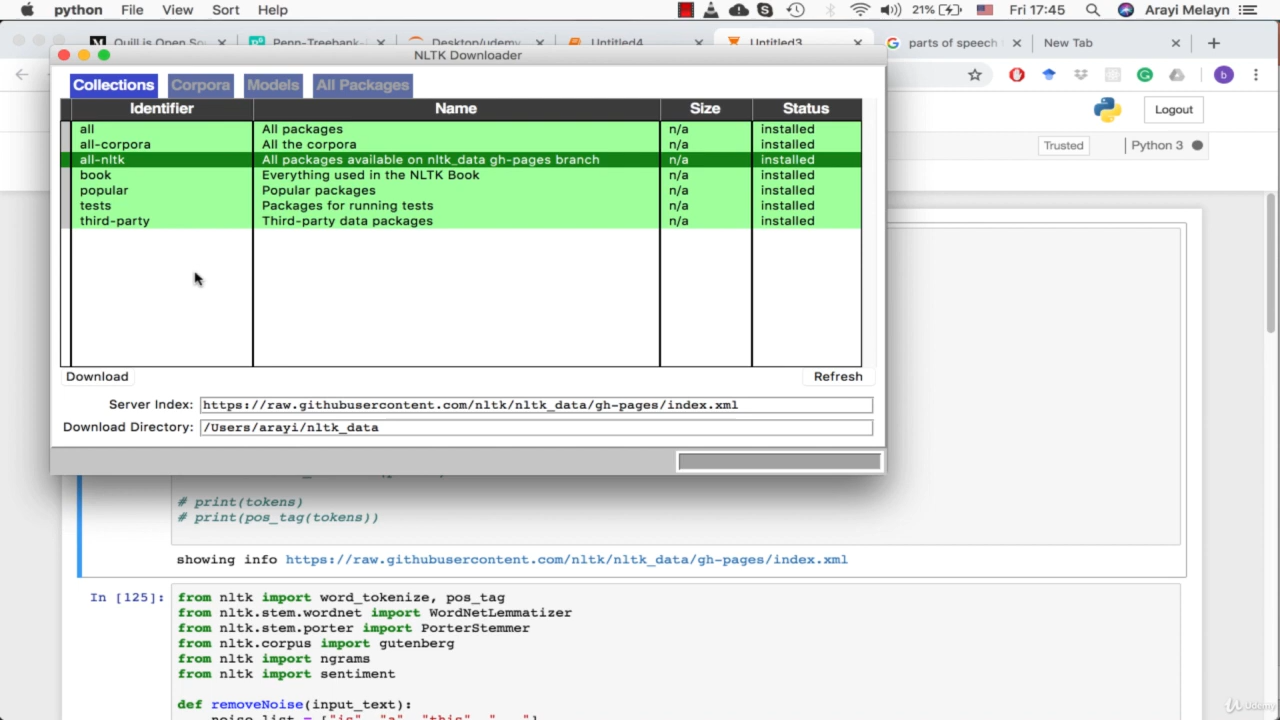 python File View Sort Help 21% Fri 17:45 Arayi Melayn
Quill is Open So Penn-Treebank- Desktop/udemy Untitled4 Untitled3 parts of speech New Tab
NLTK Downloader
Collections Corpora Models All Packages
Identifier Name Size Status
all All packages n/a installed
all-corpora All the corpora n/a installed
all-nltk All packages available on nltk_data gh-pages branch n/a installed
book Everything used in the NLTK Book n/a installed
popular Popular packages n/a installed
tests Packages for running tests n/a installed
third-party Third-party data packages n/a installed
Download Refresh
Server Index: https://raw.githubusercontent.com/nltk/nltk_data/gh-pages/index.xml
Download Directory: /Users/arayi/nltk_data
Logout
Trusted Python 3
# print(tokens)
# print(pos_tag(tokens))
showing info https://raw.githubusercontent.com/nltk/nltk_data/gh-pages/index.xml
In [125]: from nltk import word_tokenize, pos_tag
from nltk.stem.wordnet import WordNetLemmatizer
from nltk.stem.porter import PorterStemmer
from nltk.corpus import gutenberg
from nltk import ngrams
from nltk import sentiment
def removeNoise(input_text):
noise_list = ["is", "a", "this", "..."]
Udemy